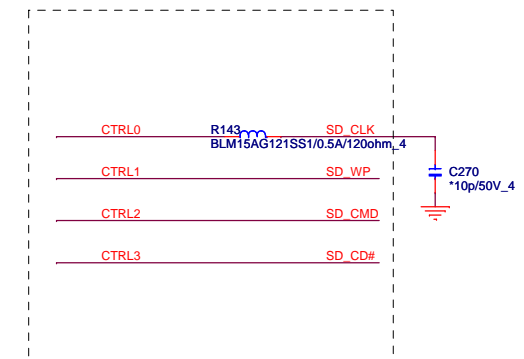 CTRL0 R143 SD_CLK
BLM15AG121SS1/0.5A/120ohm_4
CTRL1 SD_WP C270
*10p/50V_4
CTRL2 SD_CMD
CTRL3 SD_CD#